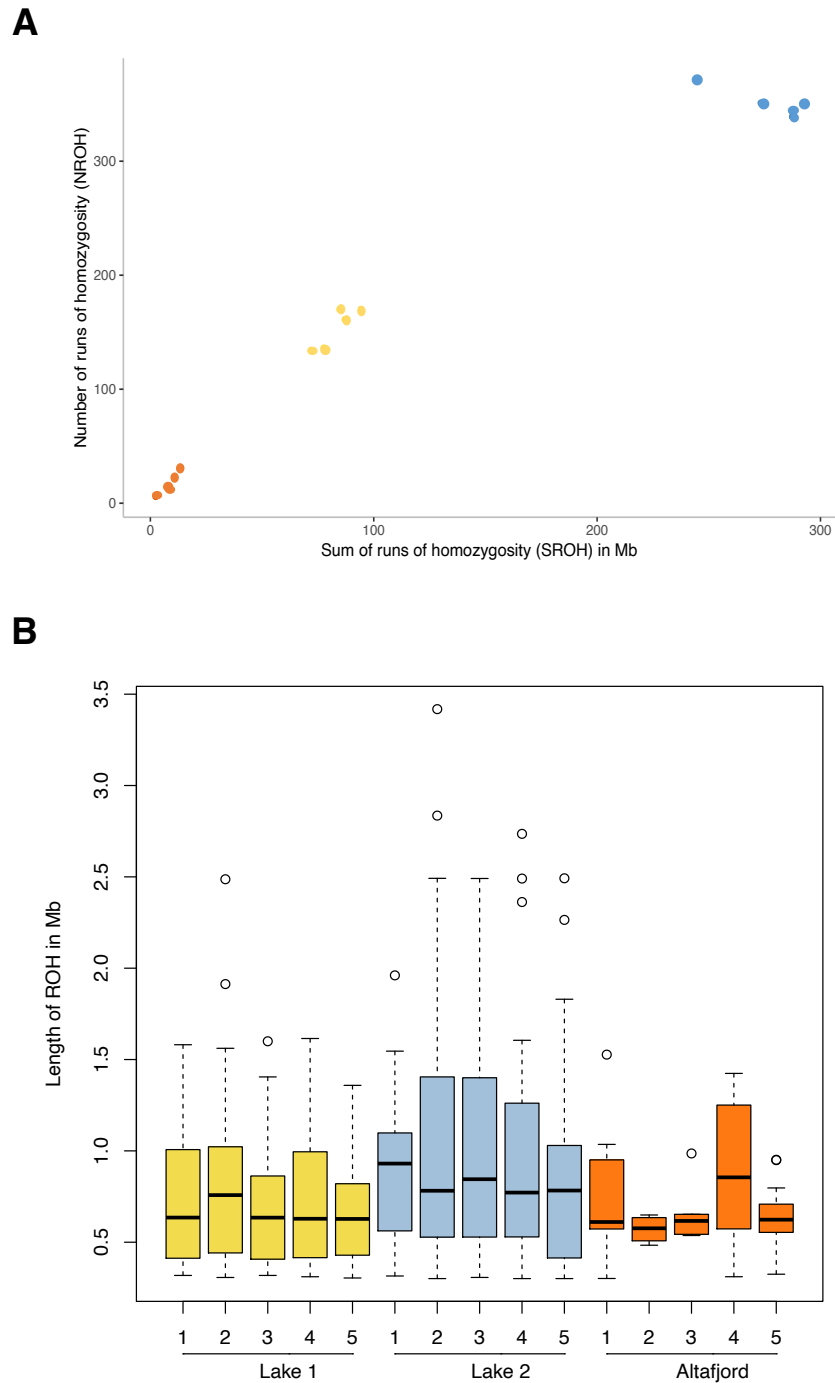 A
Number of runs of homozygosity (NROH)
300
200
100
0
0 100 200 300
Sum of runs of homozygosity (SROH) in Mb
B
Length of ROH in Mb
3.5
3.0
2.5
2.0
1.5
1.0
0.5
1 2 3 4 5 1 2 3 4 5 1 2 3 4 5
Lake 1 Lake 2 Altafjord